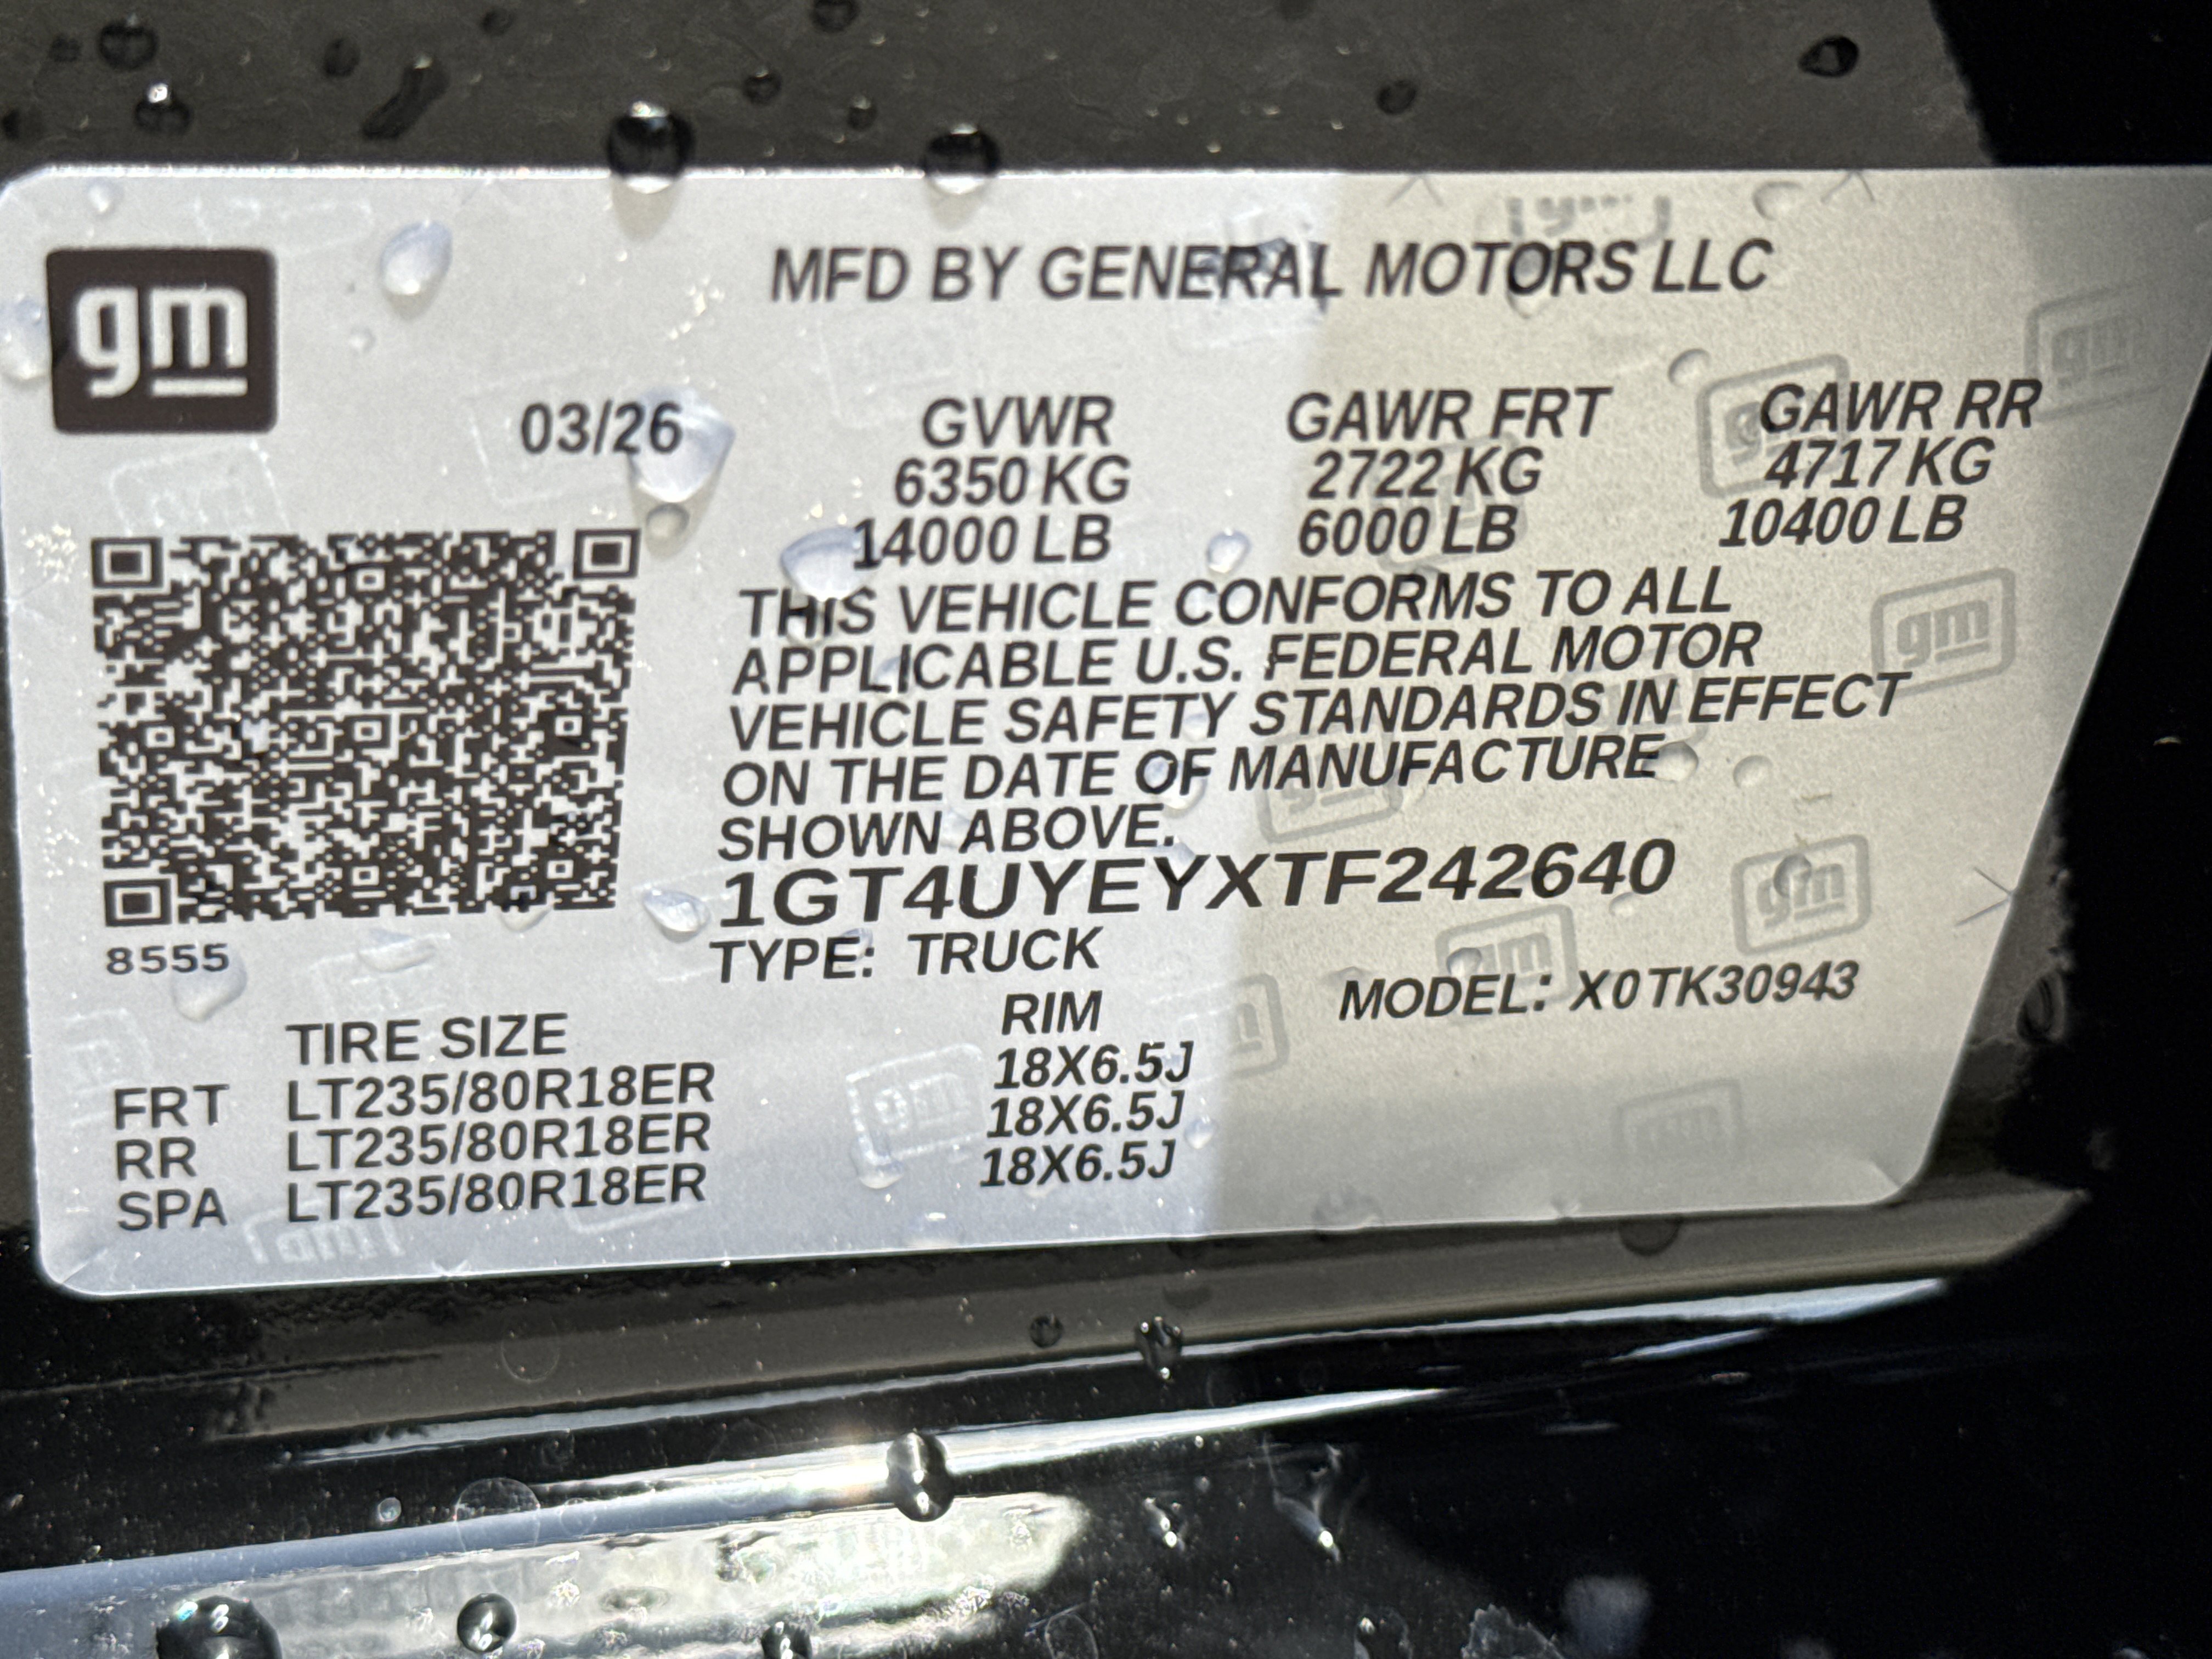 gm
MFD BY GENERAL MOTORS LLC
03/26 GVWR GAWR FRT GAWR RR
6350 KG 2722 KG 4717 KG
14000 LB 6000 LB 10400 LB
THIS VEHICLE CONFORMS TO ALL
APPLICABLE U.S. FEDERAL MOTOR
VEHICLE SAFETY STANDARDS IN EFFECT
ON THE DATE OF MANUFACTURE
SHOWN ABOVE.
1GT4UYEYXTF242640
8555
TYPE: TRUCK
MODEL: X0TK30943
TIRE SIZE RIM
FRT LT235/80R18ER 18X6.5J
RR LT235/80R18ER 18X6.5J
SPA LT235/80R18ER 18X6.5J